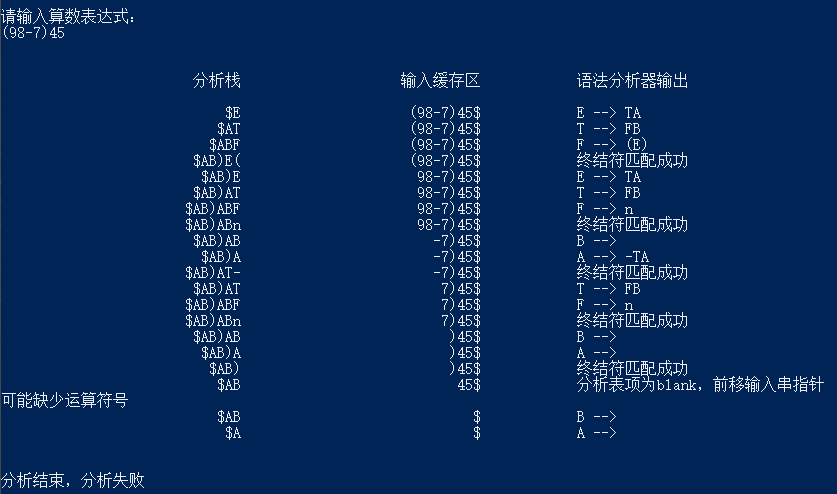 请输入算数表达式：
(98-7)45
分析栈 输入缓存区 语法分析器输出
$E (98-7)45$ E --> TA
$AT (98-7)45$ T --> FB
$ABF (98-7)45$ F --> (E)
$AB)E( (98-7)45$ 终结符匹配成功
$AB)E 98-7)45$ E --> TA
$AB)AT 98-7)45$ T --> FB
$AB)ABF 98-7)45$ F --> n
$AB)ABn 98-7)45$ 终结符匹配成功
$AB)AB -7)45$ B -->
$AB)A -7)45$ A --> -TA
$AB)AT- -7)45$ 终结符匹配成功
$AB)AT 7)45$ T --> FB
$AB)ABF 7)45$ F --> n
$AB)ABn 7)45$ 终结符匹配成功
$AB)AB )45$ B -->
$AB)A )45$ A -->
$AB) )45$ 终结符匹配成功
$AB 45$ 分析表项为blank，前移输入串指针
可能缺少运算符号
$AB $ B -->
$A $ A -->
分析结束，分析失败